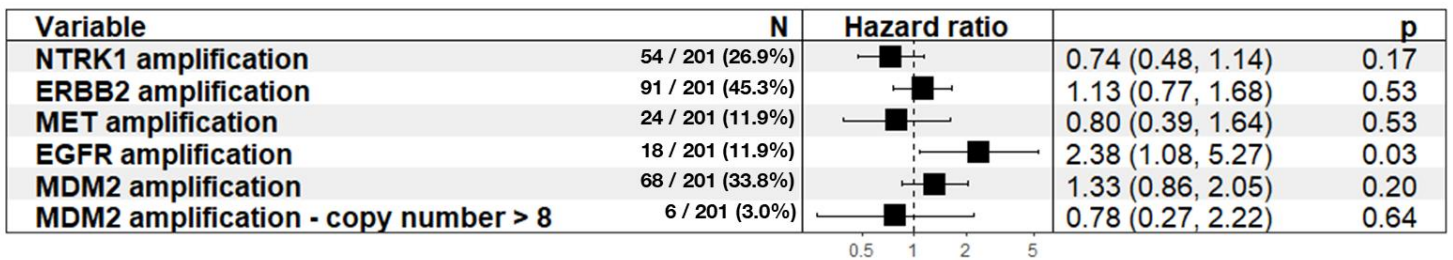 Variable N Hazard ratio p
NTRK1 amplification 54 / 201 (26.9%) 0.74 (0.48, 1.14) 0.17
ERBB2 amplification 91 / 201 (45.3%) 1.13 (0.77, 1.68) 0.53
MET amplification 24 / 201 (11.9%) 0.80 (0.39, 1.64) 0.53
EGFR amplification 18 / 201 (11.9%) 2.38 (1.08, 5.27) 0.03
MDM2 amplification 68 / 201 (33.8%) 1.33 (0.86, 2.05) 0.20
MDM2 amplification - copy number > 8 6 / 201 (3.0%) 0.78 (0.27, 2.22) 0.64
0.5 1 2 5